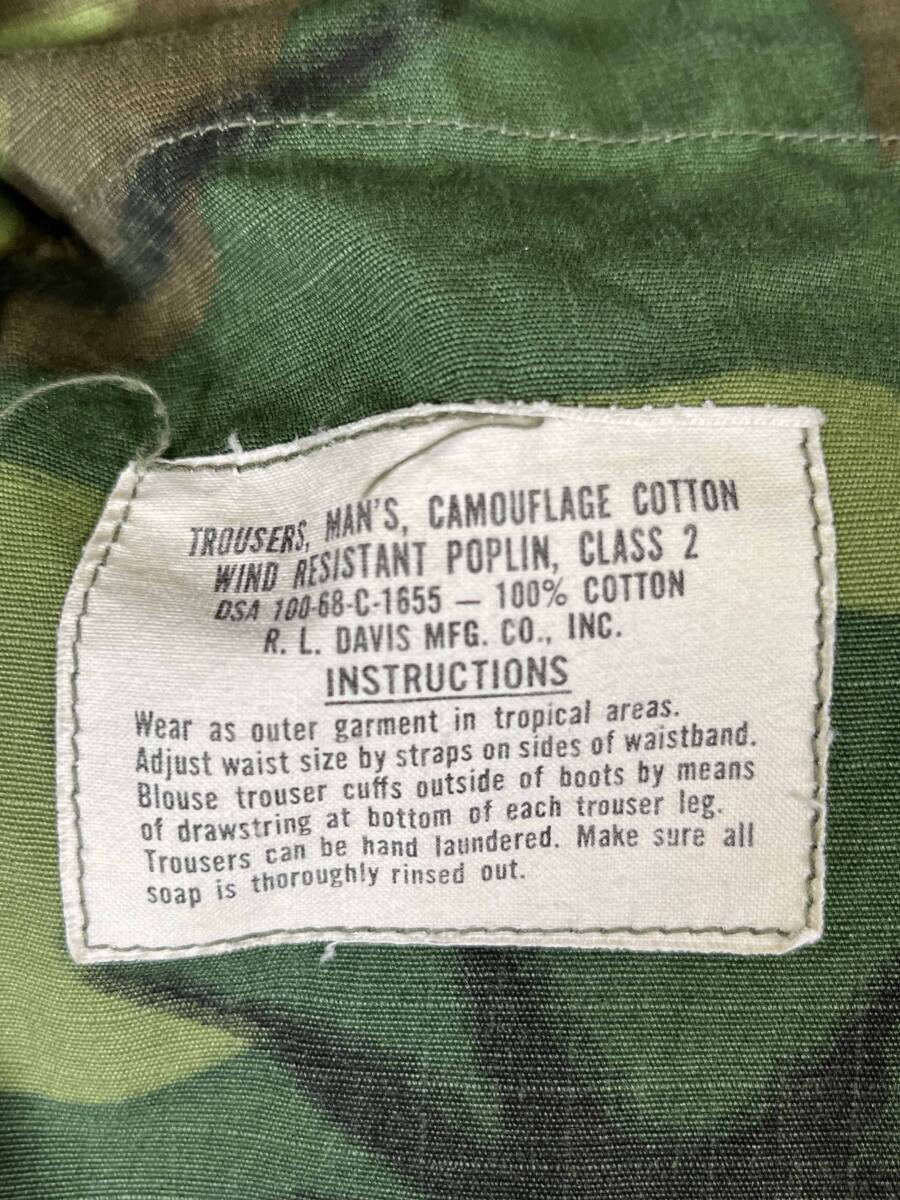 TROUSERS, MAN'S, CAMOUFLAGE COTTON
WIND RESISTANT POPLIN, CLASS 2
DSA 100-68-C-1655 — 100% COTTON
R. L. DAVIS MFG. CO., INC.
INSTRUCTIONS
Wear as outer garment in tropical areas.
Adjust waist size by straps on sides of waistband.
Blouse trouser cuffs outside of boots by means
of drawstring at bottom of each trouser leg.
Trousers can be hand laundered. Make sure all
soap is thoroughly rinsed out.